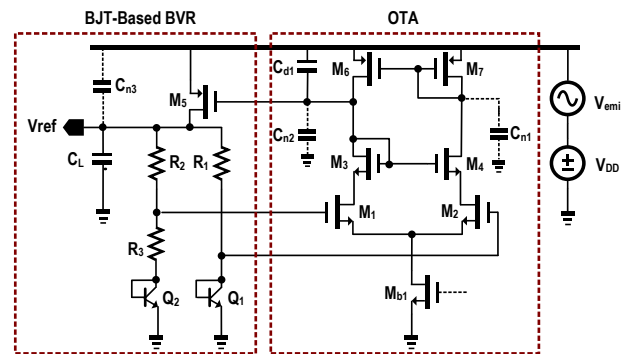 BJT-Based BVR
OTA
Cn3
M5
Cd1
M6
M7
Vemi
Vref
Cn2
Cn1
CL
R2
R1
M3
M4
VDD
M1
M2
R3
Q2
Q1
Mb1